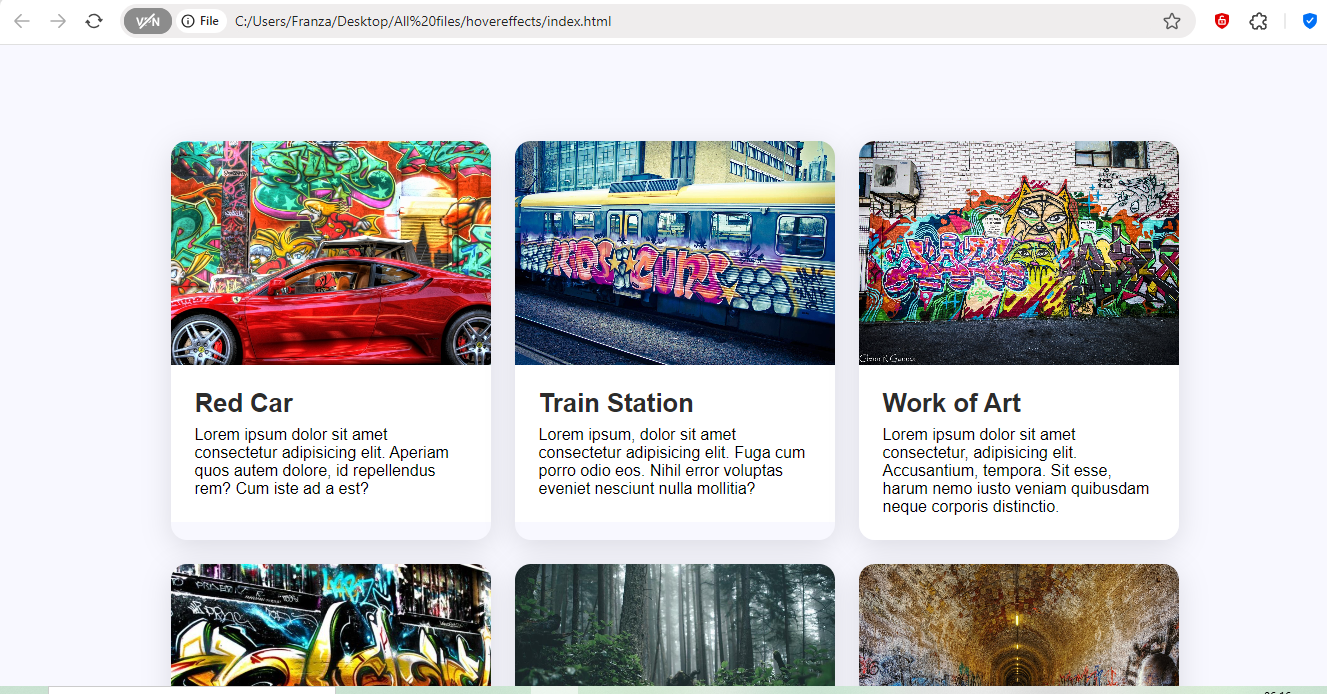 VPN
File
C:/Users/Franza/Desktop/All%20files/hovereffects/index.html
Red Car
Lorem ipsum dolor sit amet
consectetur adipisicing elit. Aperiam
quos autem dolore, id repellendus
rem? Cum iste ad a est?
Train Station
Lorem ipsum, dolor sit amet
consectetur adipisicing elit. Fuga cum
porro odio eos. Nihil error voluptas
eveniet nesciunt nulla mollitia?
Work of Art
Lorem ipsum dolor sit amet
consectetur, adipisicing elit.
Accusantium, tempora. Sit esse,
harum nemo iusto veniam quibusdam
neque corporis distinctio.